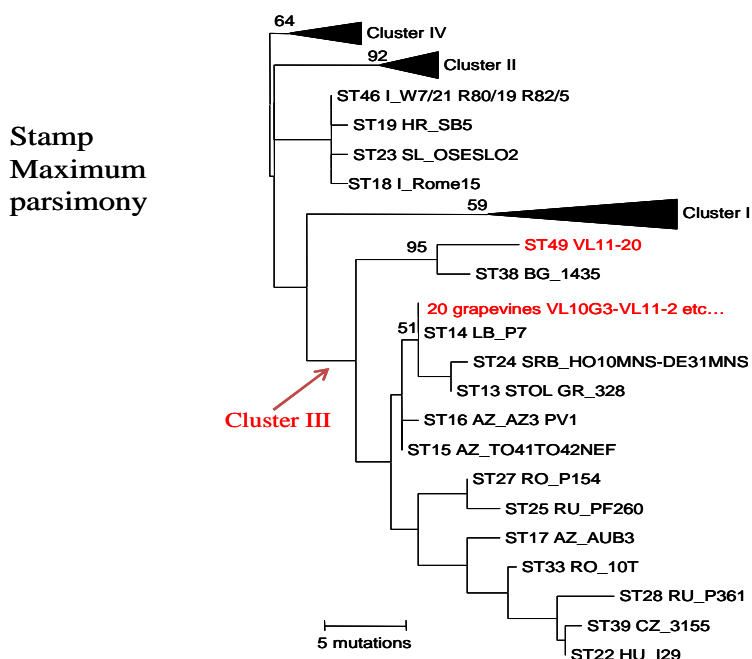 64
Cluster IV
92
Cluster II
ST46 I_W7/21 R80/19 R82/5
Stamp
Maximum
parsimony
ST19 HR_SB5
ST23 SL_OSESLO2
ST18 I_Rome15
59
Cluster I
95
ST49 VL11-20
ST38 BG_1435
20 grapevines VL10G3-VL11-2 etc...
51
ST14 LB_P7
ST24 SRB_HO10MNS-DE31MNS
ST13 STOL GR_328
Cluster III
ST16 AZ_AZ3 PV1
ST15 AZ_TO41TO42NEF
ST27 RO_P154
ST25 RU_PF260
ST17 AZ_AUB3
ST33 RO_10T
ST28 RU_P361
ST39 CZ_3155
ST22 HU_I29
5 mutations